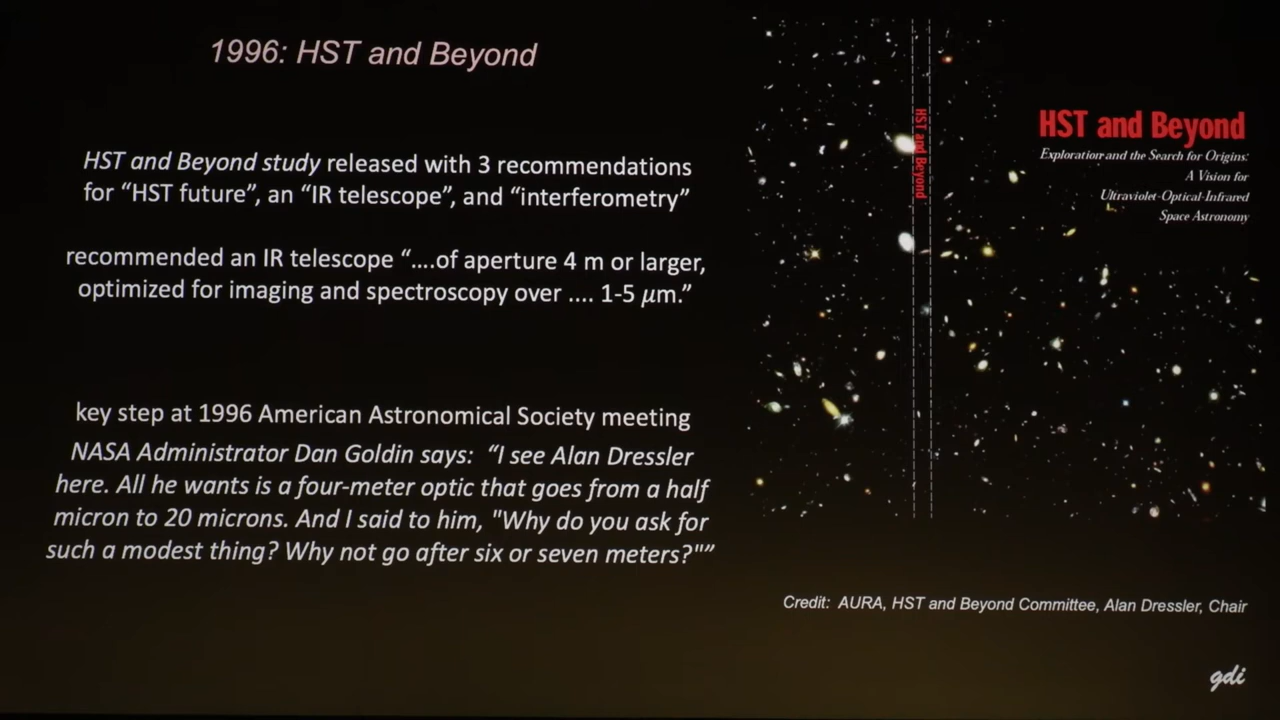 1996: HST and Beyond
HST and Beyond study released with 3 recommendations
for “HST future”, an “IR telescope”, and “interferometry”
recommended an IR telescope “....of aperture 4 m or larger,
optimized for imaging and spectroscopy over .... 1-5 μm.”
key step at 1996 American Astronomical Society meeting
NASA Administrator Dan Goldin says: “I see Alan Dressler
here. All he wants is a four-meter optic that goes from a half
micron to 20 microns. And I said to him, "Why do you ask for
such a modest thing? Why not go after six or seven meters?"”
HST and Beyond
HST and Beyond
Exploration and the Search for Origins:
A Vision for
Ultraviolet-Optical-Infrared
Space Astronomy
Credit: AURA, HST and Beyond Committee, Alan Dressler, Chair
gdi